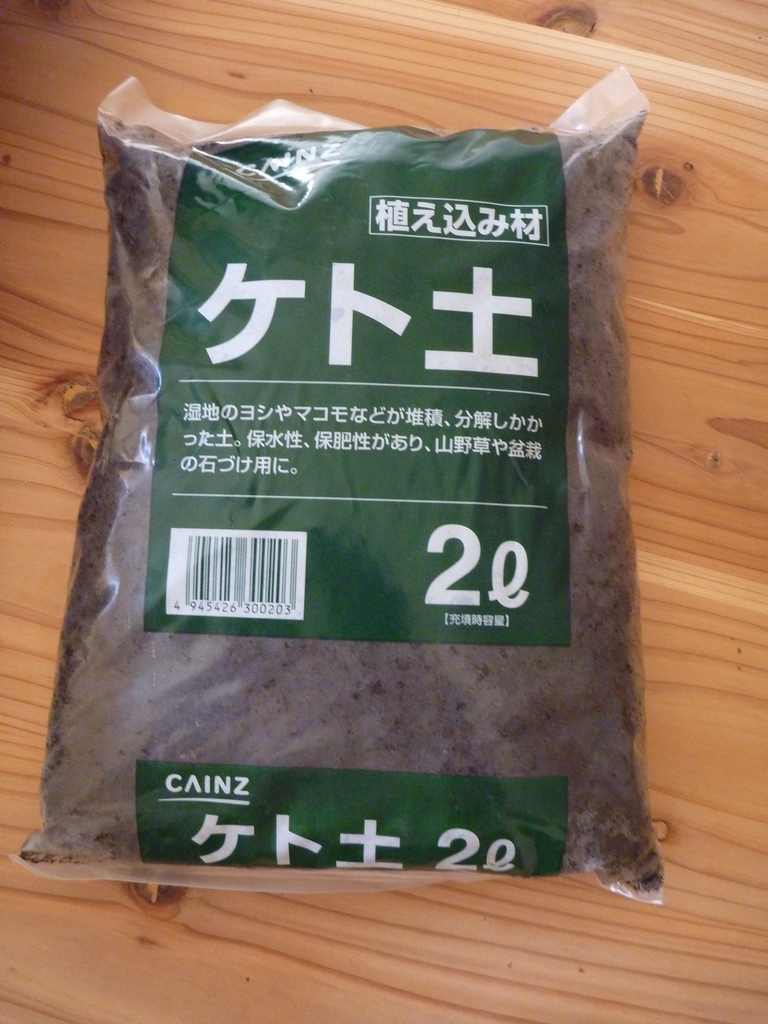 CAINZ
植え込み材
ケト土
湿地のヨシやマコモなどが堆積、分解しかか
った土。保水性、保肥性があり、山野草や盆栽
の石づけ用に。
2ℓ
【充填時容量】
4 945426 300203
CAINZ
ケト土 2ℓ